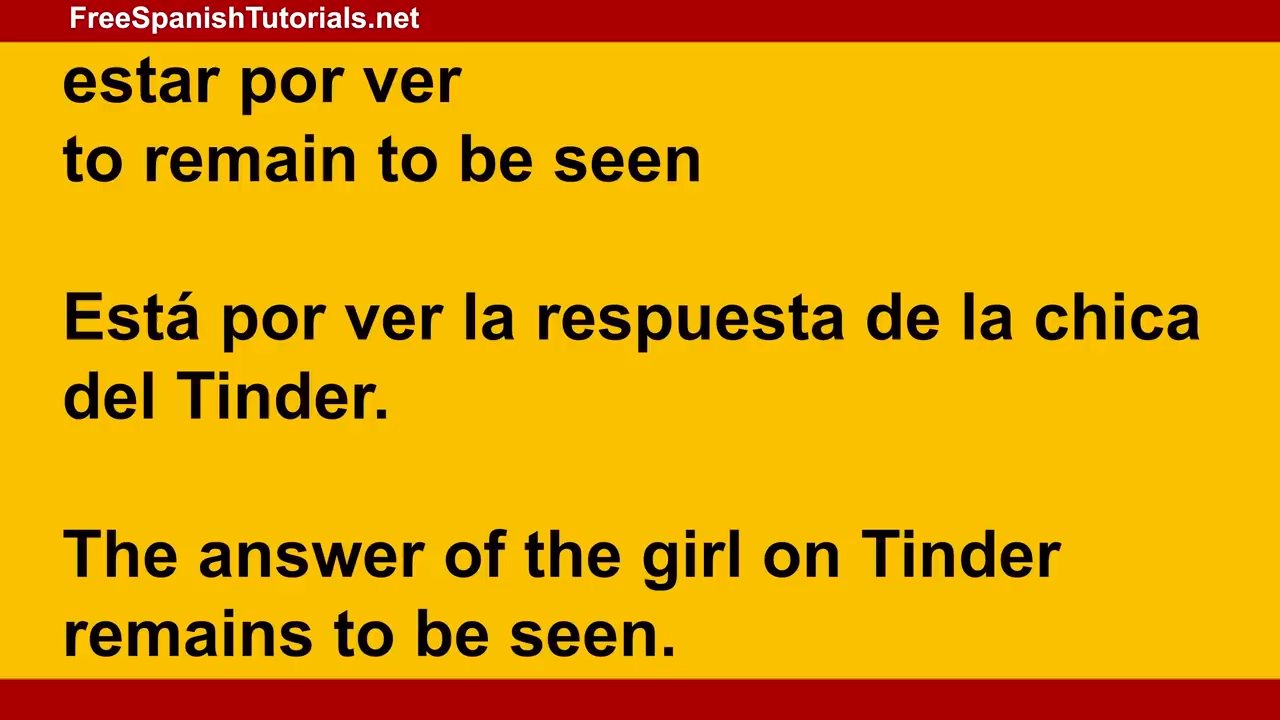 FreeSpanishTutorials.net
estar por ver
to remain to be seen
Está por ver la respuesta de la chica
del Tinder.
The answer of the girl on Tinder
remains to be seen.